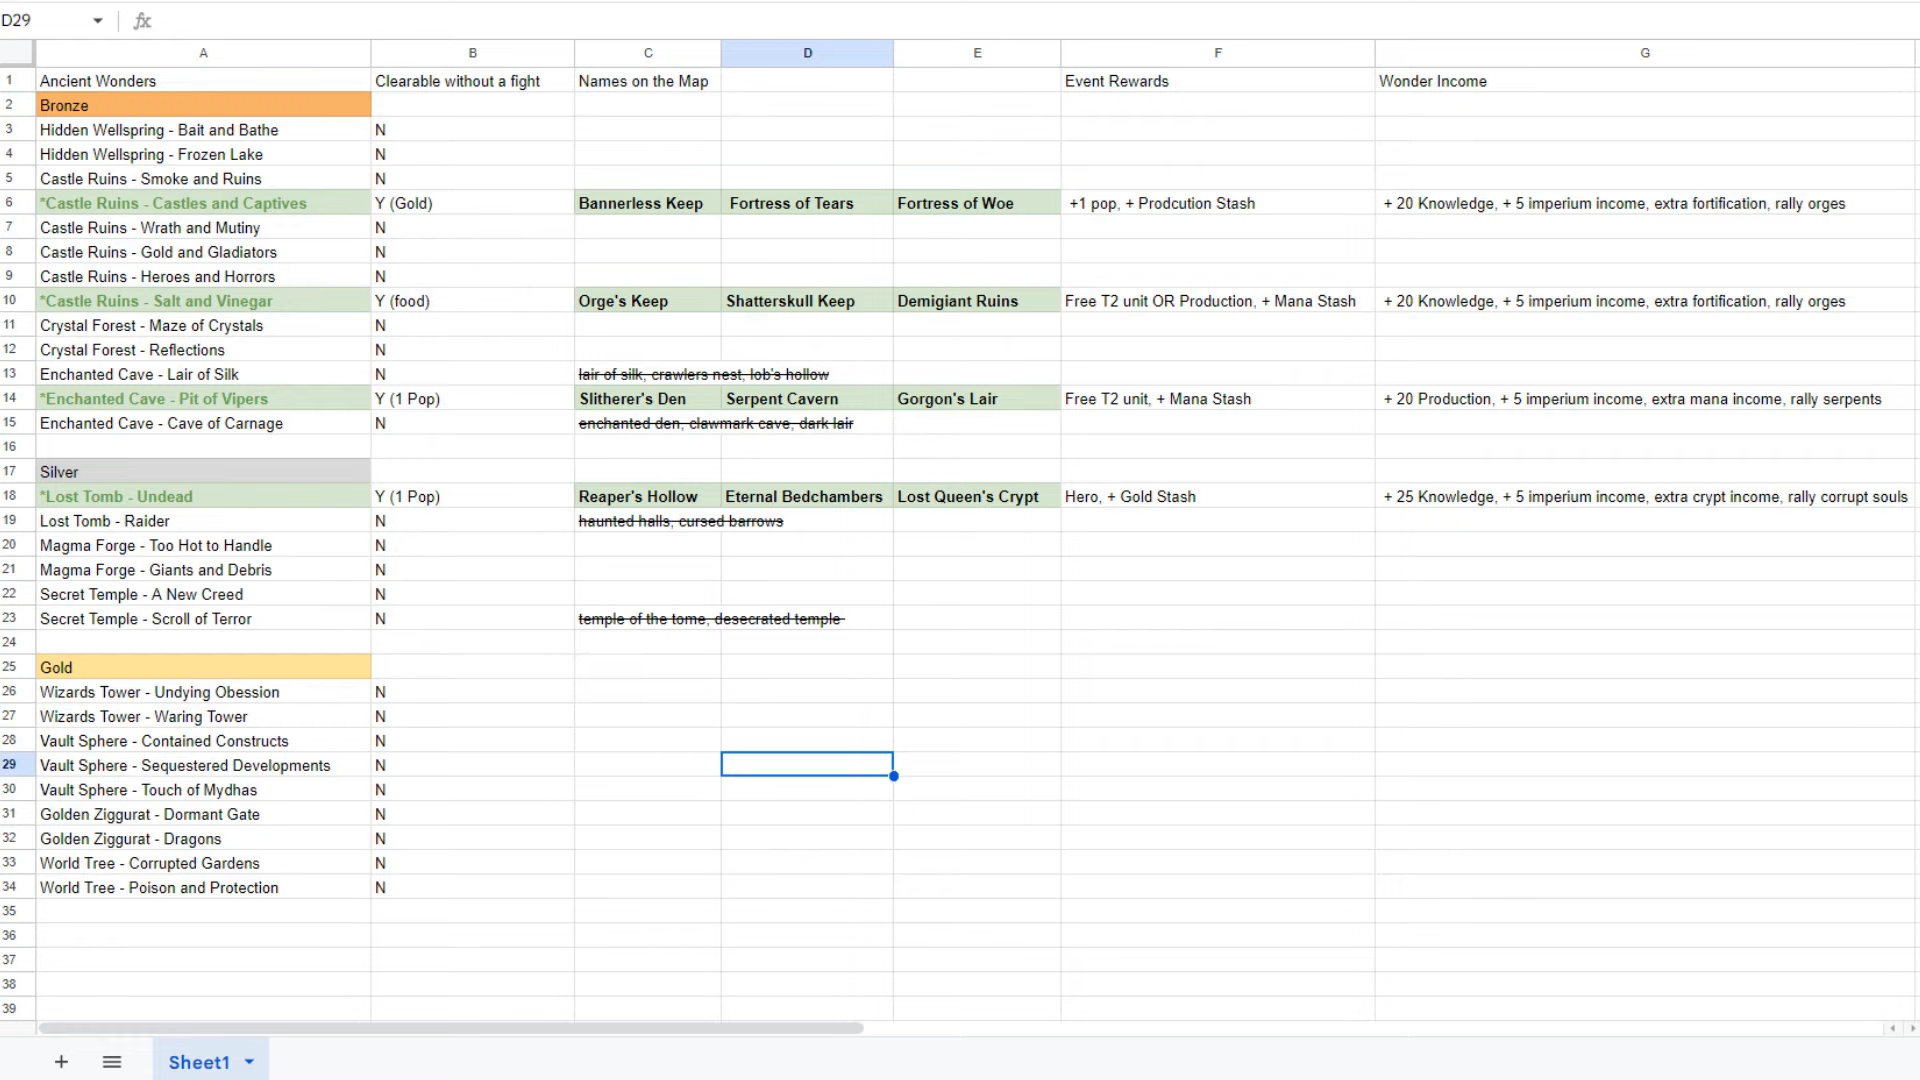 D29 fx
A B C D E F G
1 Ancient Wonders Clearable without a fight Names on the Map Event Rewards Wonder Income
2 Bronze
3 Hidden Wellspring - Bait and Bathe N
4 Hidden Wellspring - Frozen Lake N
5 Castle Ruins - Smoke and Ruins N
6 *Castle Ruins - Castles and Captives Y (Gold) Bannerless Keep Fortress of Tears Fortress of Woe +1 pop, + Prodcution Stash + 20 Knowledge, + 5 imperium income, extra fortification, rally orges
7 Castle Ruins - Wrath and Mutiny N
8 Castle Ruins - Gold and Gladiators N
9 Castle Ruins - Heroes and Horrors N
10 *Castle Ruins - Salt and Vinegar Y (food) Orge's Keep Shatterskull Keep Demigiant Ruins Free T2 unit OR Production, + Mana Stash + 20 Knowledge, + 5 imperium income, extra fortification, rally orges
11 Crystal Forest - Maze of Crystals N
12 Crystal Forest - Reflections N
13 Enchanted Cave - Lair of Silk N lair of silk, crawlers nest, lob's hollow
14 *Enchanted Cave - Pit of Vipers Y (1 Pop) Slitherer's Den Serpent Cavern Gorgon's Lair Free T2 unit, + Mana Stash + 20 Production, + 5 imperium income, extra mana income, rally serpents
15 Enchanted Cave - Cave of Carnage N enchanted den, clawmark cave, dark lair
16
17 Silver
18 *Lost Tomb - Undead Y (1 Pop) Reaper's Hollow Eternal Bedchambers Lost Queen's Crypt Hero, + Gold Stash + 25 Knowledge, + 5 imperium income, extra crypt income, rally corrupt souls
19 Lost Tomb - Raider N haunted halls, cursed barrows
20 Magma Forge - Too Hot to Handle N
21 Magma Forge - Giants and Debris N
22 Secret Temple - A New Creed N
23 Secret Temple - Scroll of Terror N temple of the tome, desecrated temple
24
25 Gold
26 Wizards Tower - Undying Obession N
27 Wizards Tower - Waring Tower N
28 Vault Sphere - Contained Constructs N
29 Vault Sphere - Sequestered Developments N
30 Vault Sphere - Touch of Mydhas N
31 Golden Ziggurat - Dormant Gate N
32 Golden Ziggurat - Dragons N
33 World Tree - Corrupted Gardens N
34 World Tree - Poison and Protection N
35
36
37
38
39
Sheet1